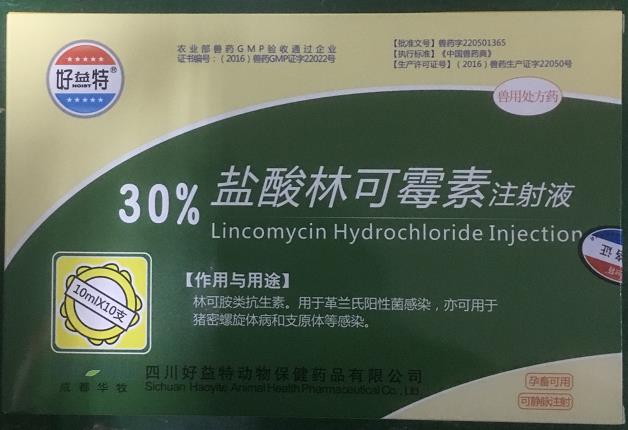 农业部兽药GMP验收通过企业
证书编号：（2016）兽药GMP证字22022号
【批准文号】兽药字220501365
【执行标准】《中国兽药典》
【生产许可证号】（2016）兽药生产证字22050号
好益特®
HOIST
兽用处方药
30% 盐酸林可霉素注射液
Lincomycin Hydrochloride Injection
格证
【作用与用途】
林可胺类抗生素。用于革兰氏阳性菌感染，亦可用于
猪密螺旋体病和支原体等感染。
10mlX10支
成都华牧
四川好益特动物保健药品有限公司
Sichuan Haoyite Animal Health Pharmaceutical Co., Ltd
孕畜可用
可静脉注射